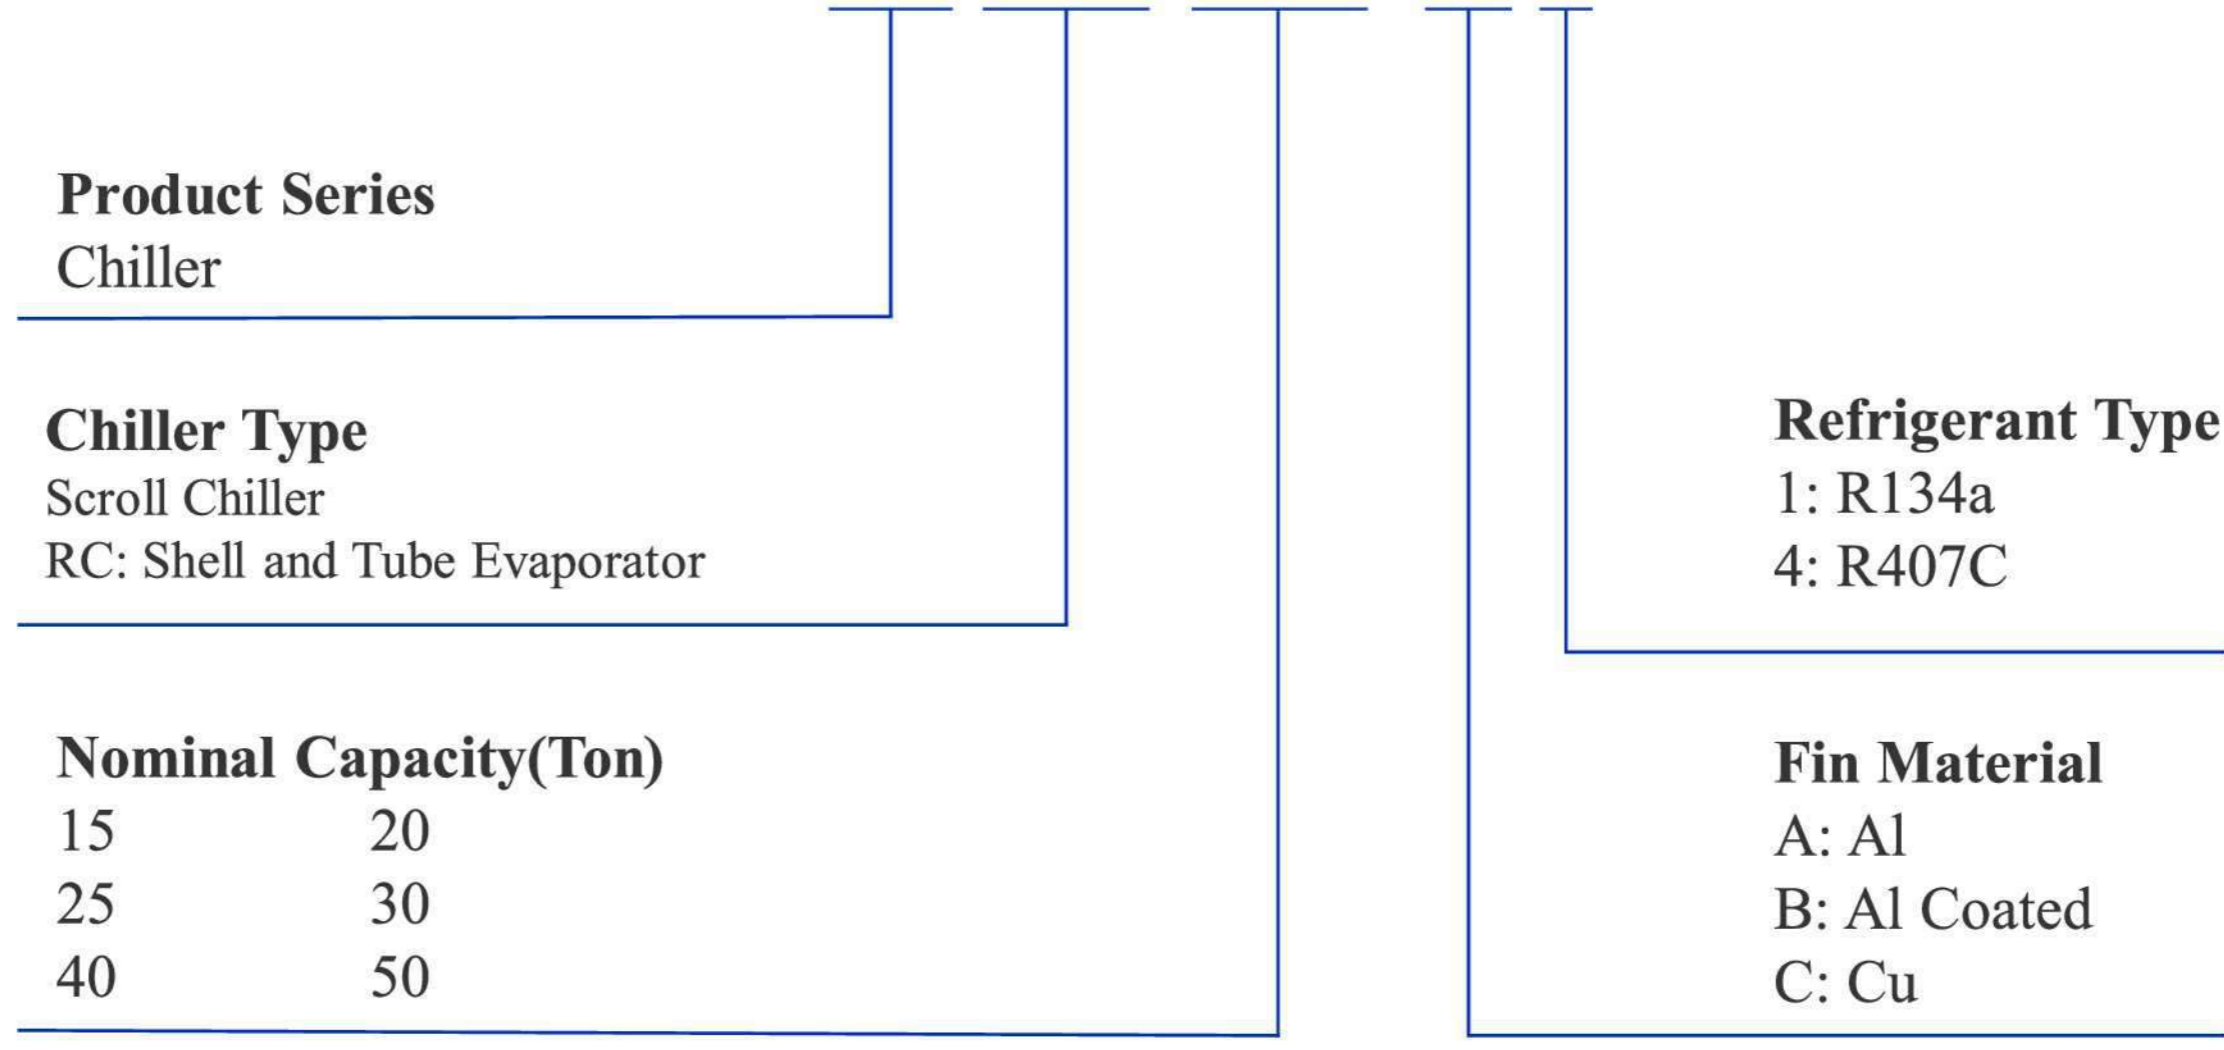 Product Series
Chiller
Chiller Type
Scroll Chiller
RC: Shell and Tube Evaporator
Nominal Capacity(Ton)
15 20
25 30
40 50
Refrigerant Type
1: R134a
4: R407C
Fin Material
A: Al
B: Al Coated
C: Cu